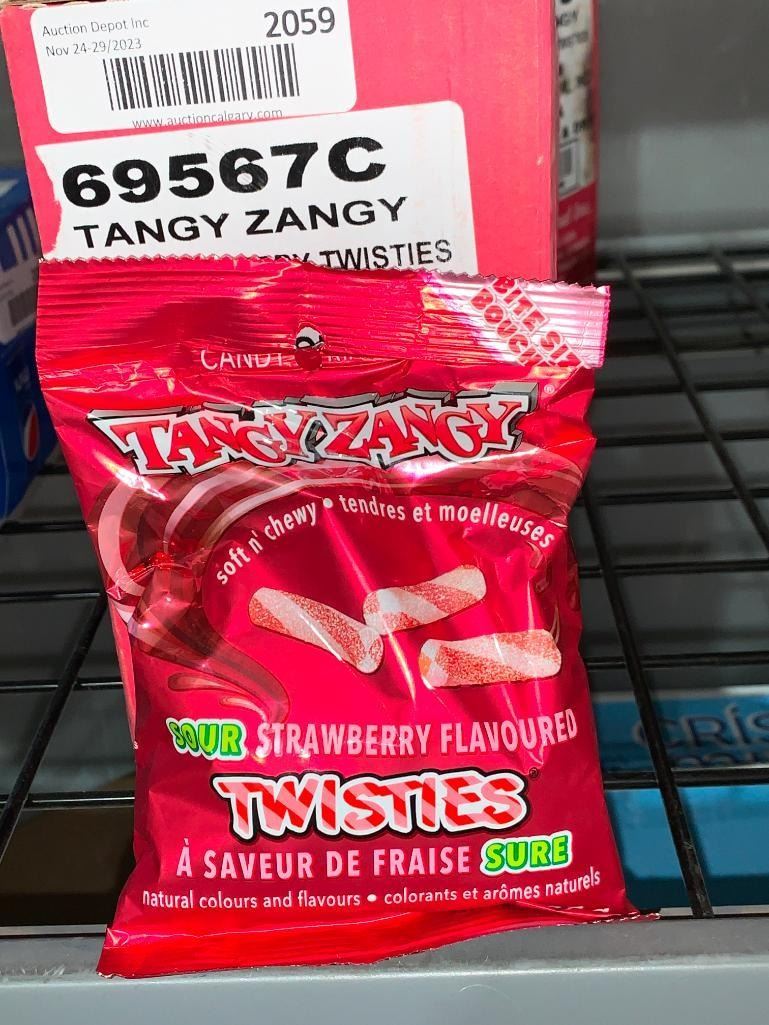 Auction Depot Inc
Nov 24-29/2023
2059
www.auctioncalgary.com
69567C
TANGY ZANGY
TWISTIES
BITE
TANGY ZANGY
soft n' chewy • tendres et moelleuses
SOUR STRAWBERRY FLAVOURED
TWISTIES
À SAVEUR DE FRAISE SURE
natural colours and flavours • colorants et arômes naturels